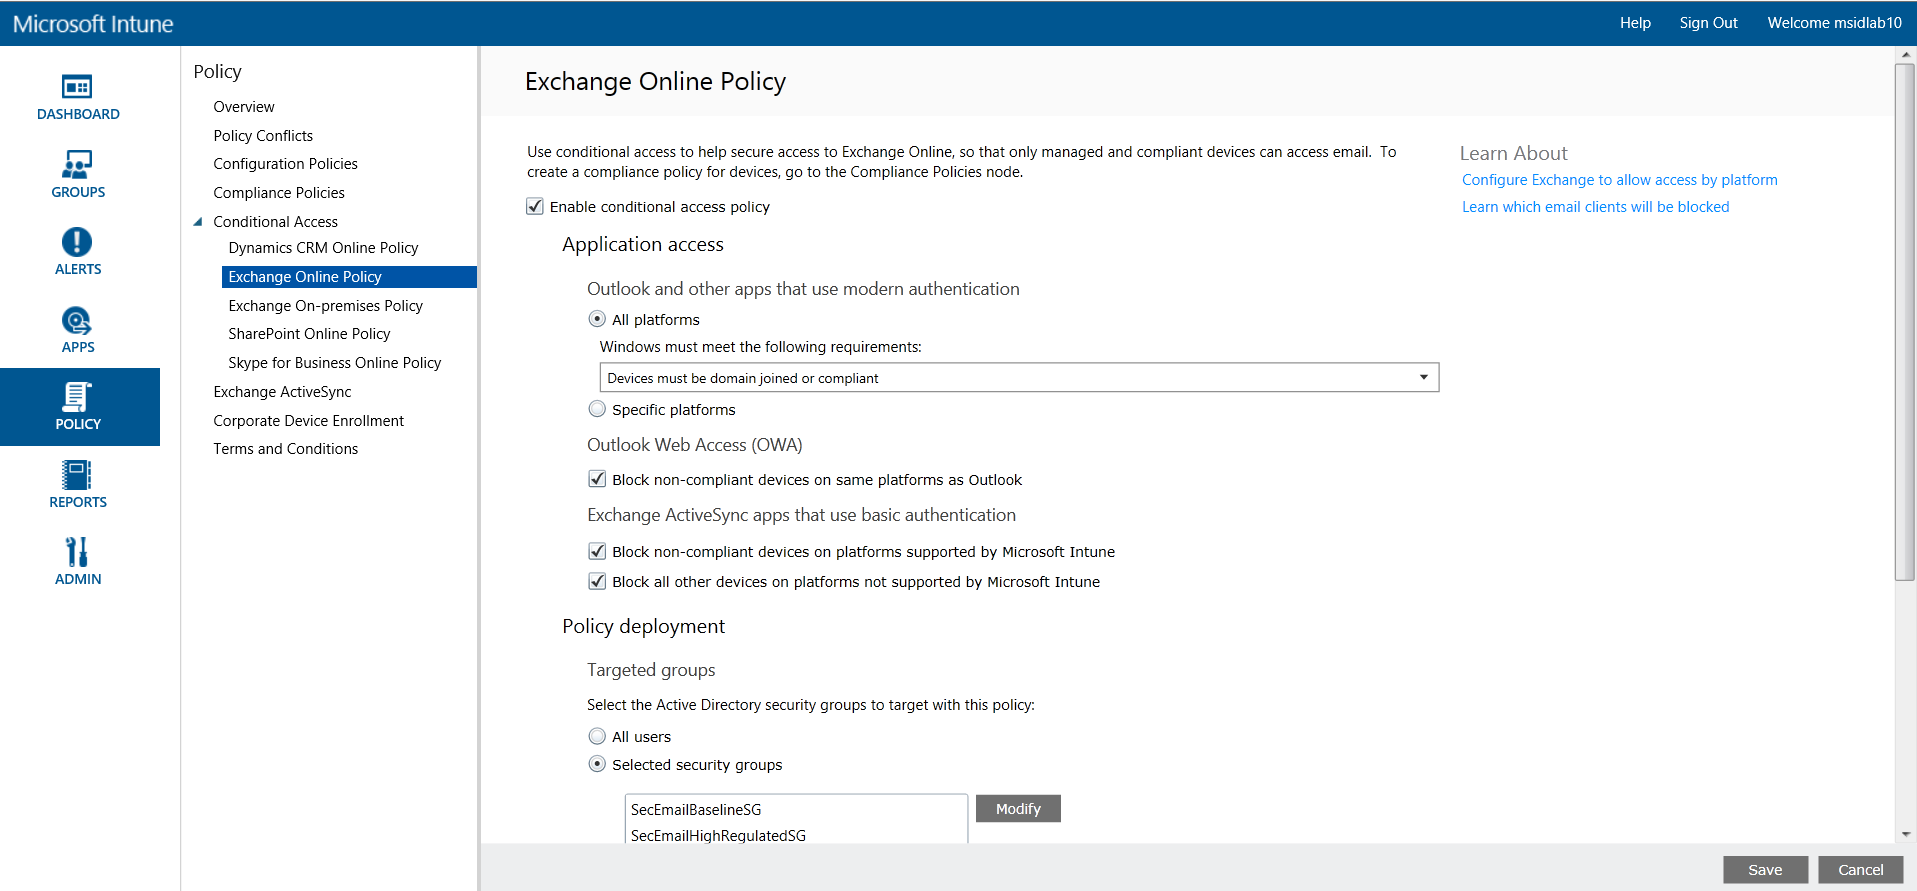 Microsoft Intune
Help
Sign Out
Welcome msidlab10
DASHBOARD
GROUPS
ALERTS
APPS
POLICY
REPORTS
ADMIN
Policy
Overview
Policy Conflicts
Configuration Policies
Compliance Policies
Conditional Access
Dynamics CRM Online Policy
Exchange Online Policy
Exchange On-premises Policy
SharePoint Online Policy
Skype for Business Online Policy
Exchange ActiveSync
Corporate Device Enrollment
Terms and Conditions
Exchange Online Policy
Use conditional access to help secure access to Exchange Online, so that only managed and compliant devices can access email. To
create a compliance policy for devices, go to the Compliance Policies node.
Enable conditional access policy
Application access
Outlook and other apps that use modern authentication
All platforms
Windows must meet the following requirements:
Devices must be domain joined or compliant
Specific platforms
Outlook Web Access (OWA)
Block non-compliant devices on same platforms as Outlook
Exchange ActiveSync apps that use basic authentication
Block non-compliant devices on platforms supported by Microsoft Intune
Block all other devices on platforms not supported by Microsoft Intune
Policy deployment
Targeted groups
Select the Active Directory security groups to target with this policy:
All users
Selected security groups
SecEmailBaselineSG
SecEmailHighRegulatedSG
Modify
Learn About
Configure Exchange to allow access by platform
Learn which email clients will be blocked
Save
Cancel